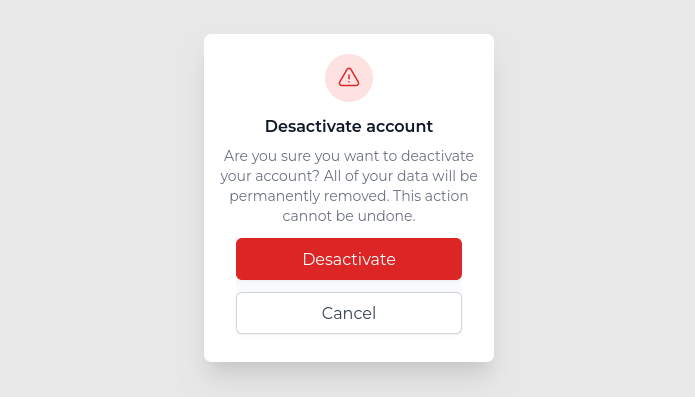 Desactivate account
Are you sure you want to deactivate
your account? All of your data will be
permanently removed. This action
cannot be undone.
Desactivate
Cancel